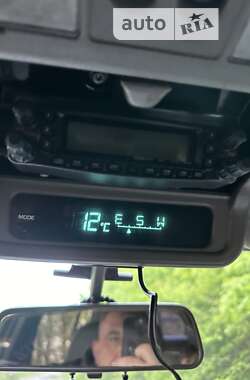 auto RIA
MODE 12°C E S W